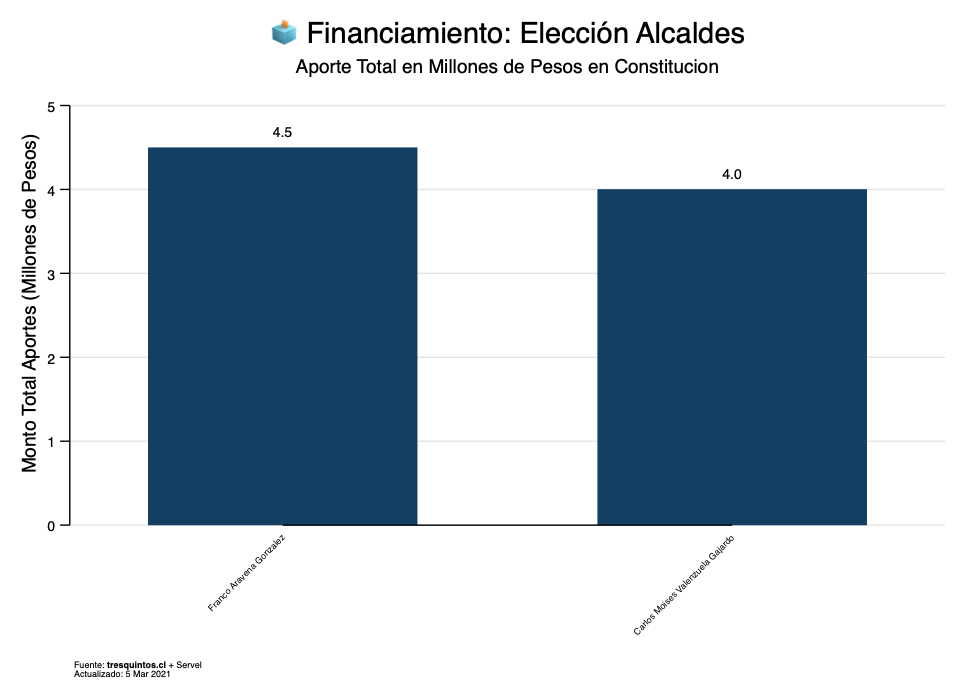 🗳️ Financiamiento: Elección Alcaldes
Aporte Total en Millones de Pesos en Constitucion
Monto Total Aportes (Millones de Pesos)
5
4
3
2
1
0
4.5
4.0
Franco Aravena Gonzalez
Carlos Moises Valenzuela Gajardo
Fuente: tresquintos.cl + Servel
Actualizado: 5 Mar 2021